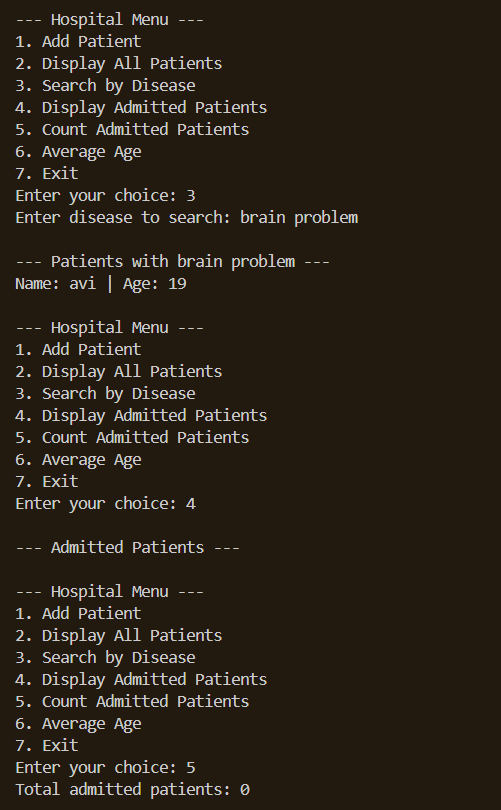 --- Hospital Menu ---
1. Add Patient
2. Display All Patients
3. Search by Disease
4. Display Admitted Patients
5. Count Admitted Patients
6. Average Age
7. Exit
Enter your choice: 3
Enter disease to search: brain problem

--- Patients with brain problem ---
Name: avi | Age: 19

--- Hospital Menu ---
1. Add Patient
2. Display All Patients
3. Search by Disease
4. Display Admitted Patients
5. Count Admitted Patients
6. Average Age
7. Exit
Enter your choice: 4

--- Admitted Patients ---

--- Hospital Menu ---
1. Add Patient
2. Display All Patients
3. Search by Disease
4. Display Admitted Patients
5. Count Admitted Patients
6. Average Age
7. Exit
Enter your choice: 5
Total admitted patients: 0